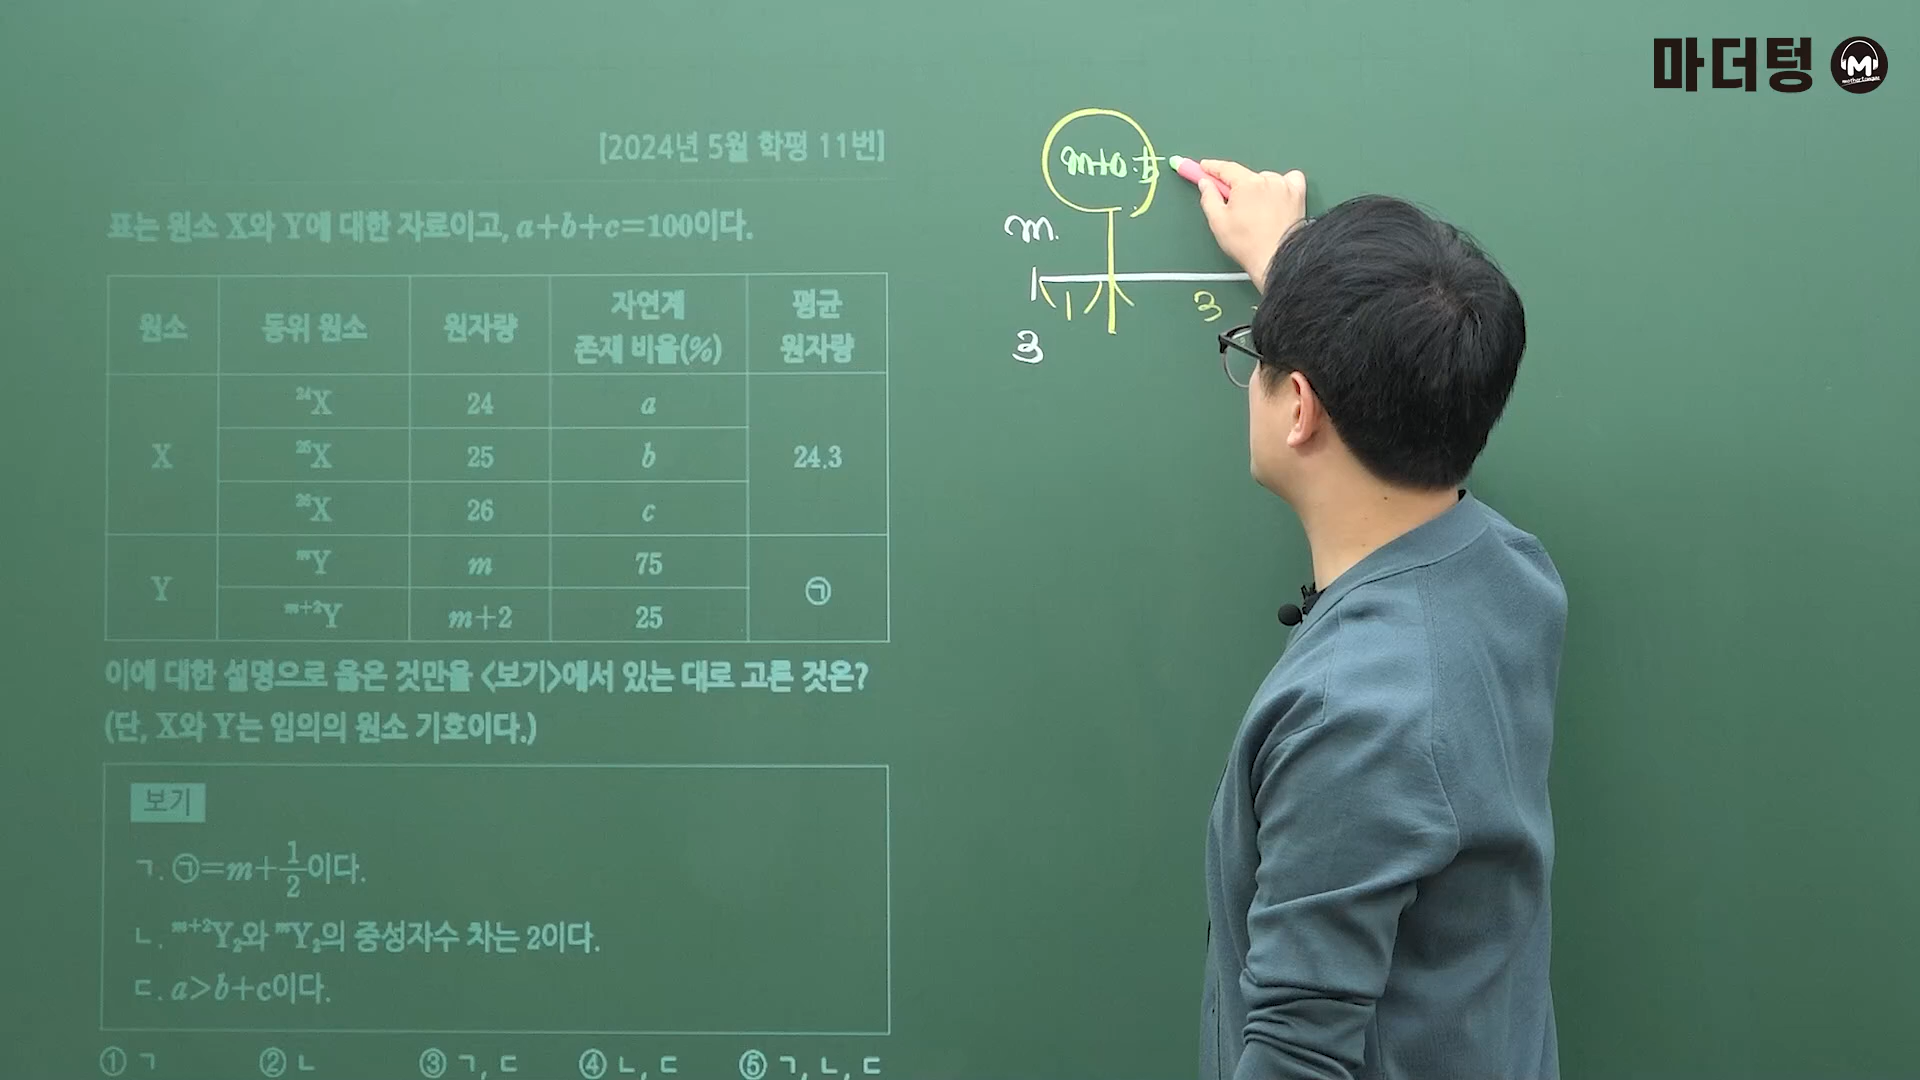 마더텅
[2024년 5월 학평 11번]
표는 원소 X와 Y에 대한 자료이고, a+b+c=100이다.
원소 동위 원소 원자량 자연계 존재 비율(%) 평균 원자량
X ²⁴X 24 a 24.3
²⁵X 25 b
²⁶X 26 c
Y ᵐY m 75 ㉠
ᵐ⁺²Y m+2 25
이에 대한 설명으로 옳은 것만을 <보기>에서 있는 대로 고른 것은?
(단, X와 Y는 임의의 원소 기호이다.)
보기
ㄱ. ㉠=m+1/2이다.
ㄴ. ᵐ⁺²Y₂와 ᵐY₂의 중성자수 차는 2이다.
ㄷ. a>b+c이다.
① ㄱ ② ㄴ ③ ㄱ, ㄷ ④ ㄴ, ㄷ ⑤ ㄱ, ㄴ, ㄷ
m+0.5
m.
1 3
3